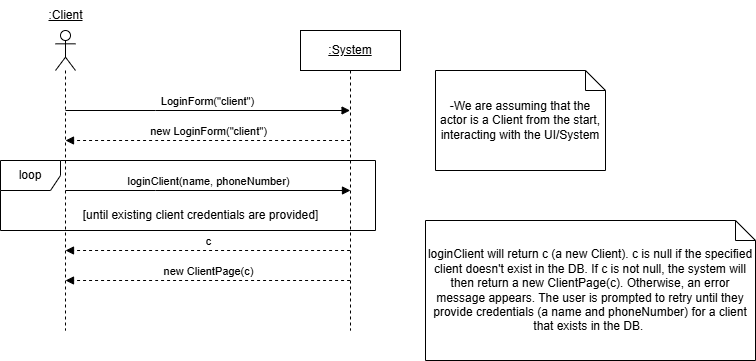 :Client
:System
LoginForm("client")
new LoginForm("client")
-We are assuming that the
actor is a Client from the start,
interacting with the UI/System
loop
loginClient(name, phoneNumber)
[until existing client credentials are provided]
c
new ClientPage(c)
loginClient will return c (a new Client). c is null if the specified
client doesn't exist in the DB. If c is not null, the system will
then return a new ClientPage(c). Otherwise, an error
message appears. The user is prompted to retry until they
provide credentials (a name and phoneNumber) for a client
that exists in the DB.